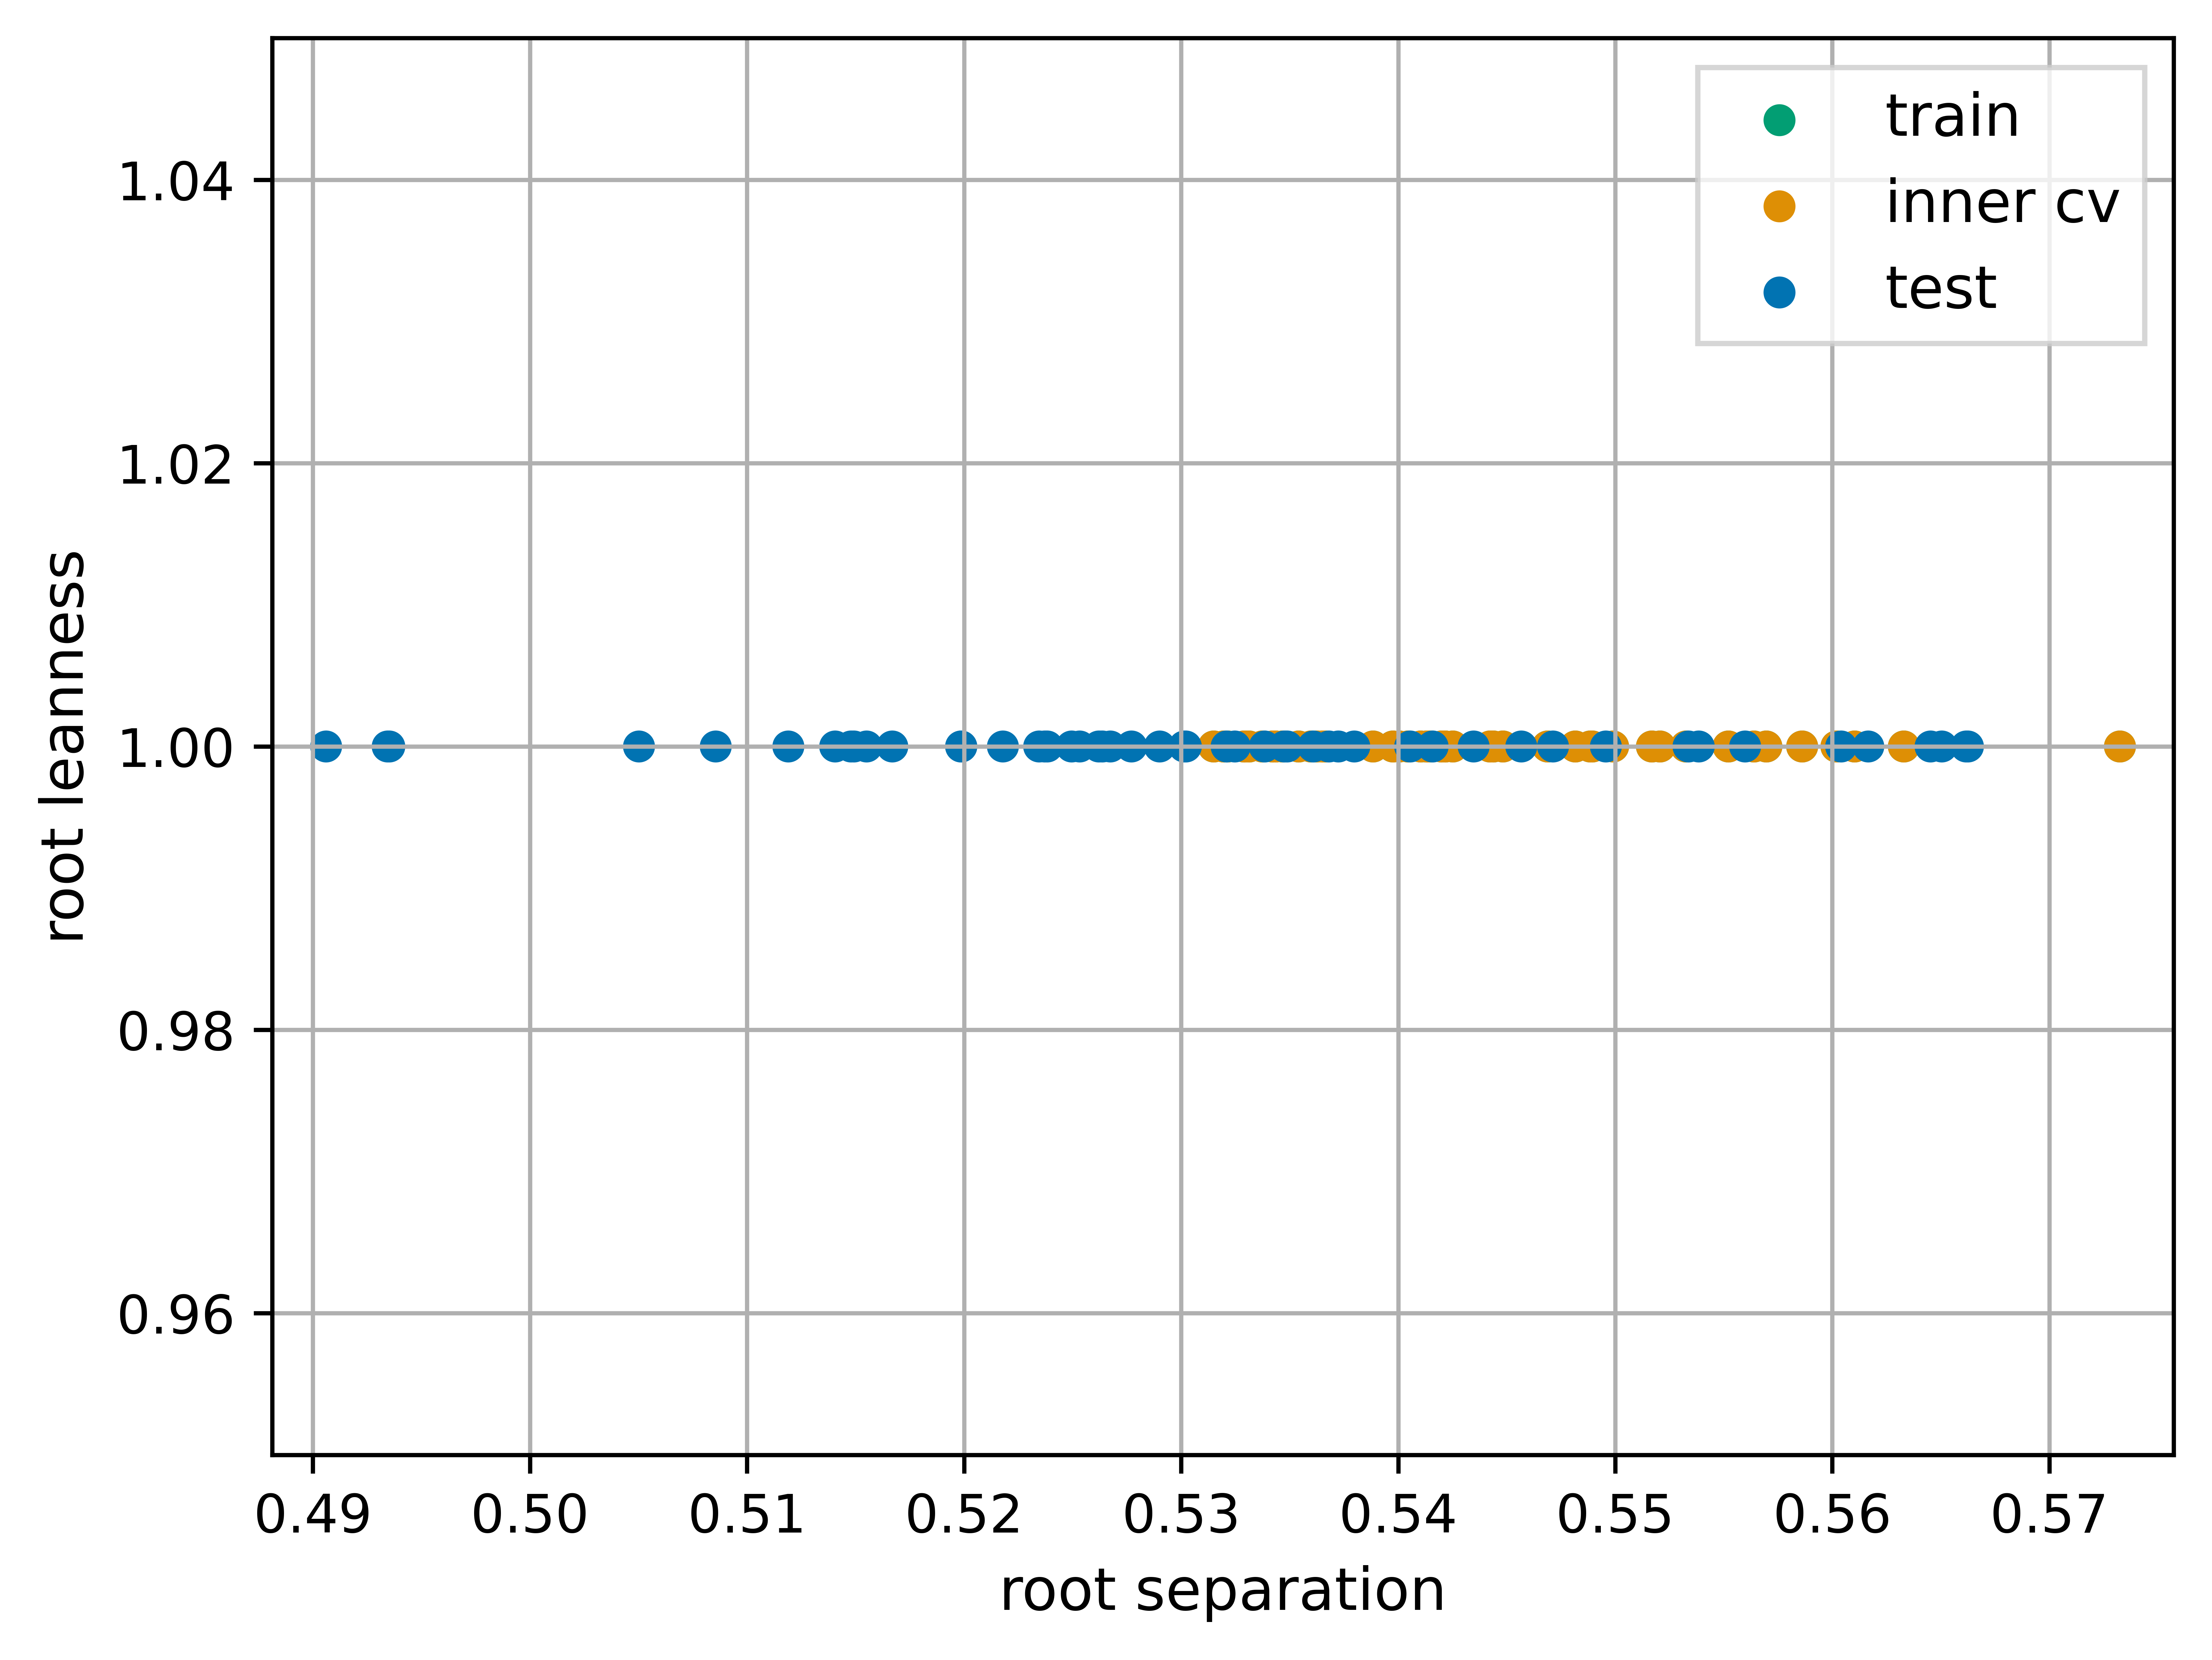 train
inner cv
test
1.04
1.02
1.00
0.98
0.96
root leanness
0.49 0.50 0.51 0.52 0.53 0.54 0.55 0.56 0.57
root separation